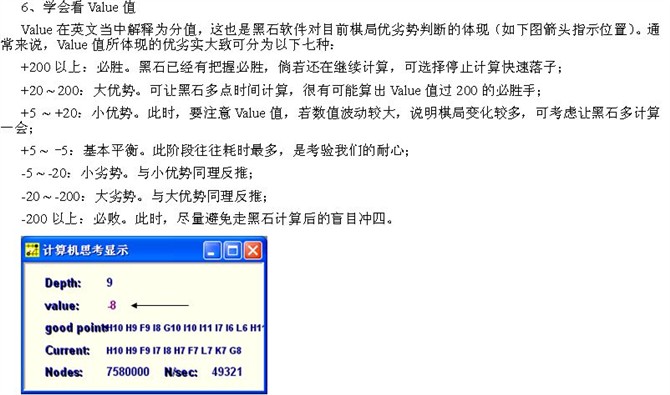 6、学会看 Value 值
Value 在英文当中解释为分值，这也是黑石软件对目前棋局优劣势判断的体现（如下图箭头指示位置）。通
常来说，Value 值所体现的优劣实大致可分为以下七种：
+200 以上：必胜。黑石已经有把握必胜，倘若还在继续计算，可选择停止计算快速落子；
+20～200：大优势。可让黑石多点时间计算，很有可能算出 Value 值过 200 的必胜手；
+5 ～ +20：小优势。此时，要注意 Value 值，若数值波动较大，说明棋局变化较多，可考虑让黑石多计算
一会；
+5～ -5：基本平衡。此阶段往往耗时最多，是考验我们的耐心；
-5～-20：小劣势。与小优势同理反推；
-20～-200：大劣势。与大优势同理反推；
-200 以上：必败。此时，尽量避免走黑石计算后的盲目冲四。
计算机思考显示
Depth: 9
value: -8
good points H10 H9 F9 I8 G10 I10 I11 I7 I6 L6 H11
Current: H10 H9 F9 I7 I8 H7 F7 L7 K7 G8
Nodes: 7580000 N/sec: 49321